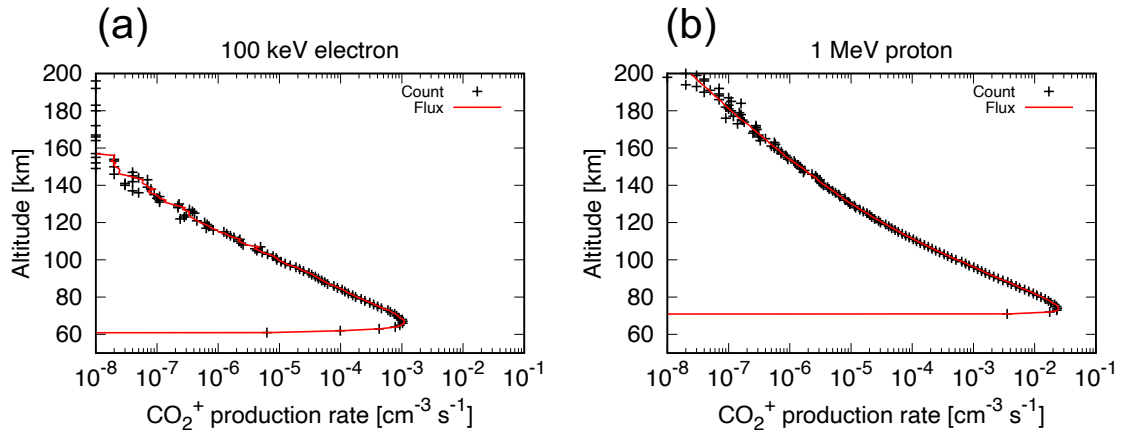 (a)
100 keV electron
Count
Flux
Altitude [km]
200
180
160
140
120
100
80
60
10-8
10-7
10-6
10-5
10-4
10-3
10-2
10-1
CO2+ production rate [cm-3 s-1]
(b)
1 MeV proton
Count
Flux
Altitude [km]
200
180
160
140
120
100
80
60
10-8
10-7
10-6
10-5
10-4
10-3
10-2
10-1
CO2+ production rate [cm-3 s-1]